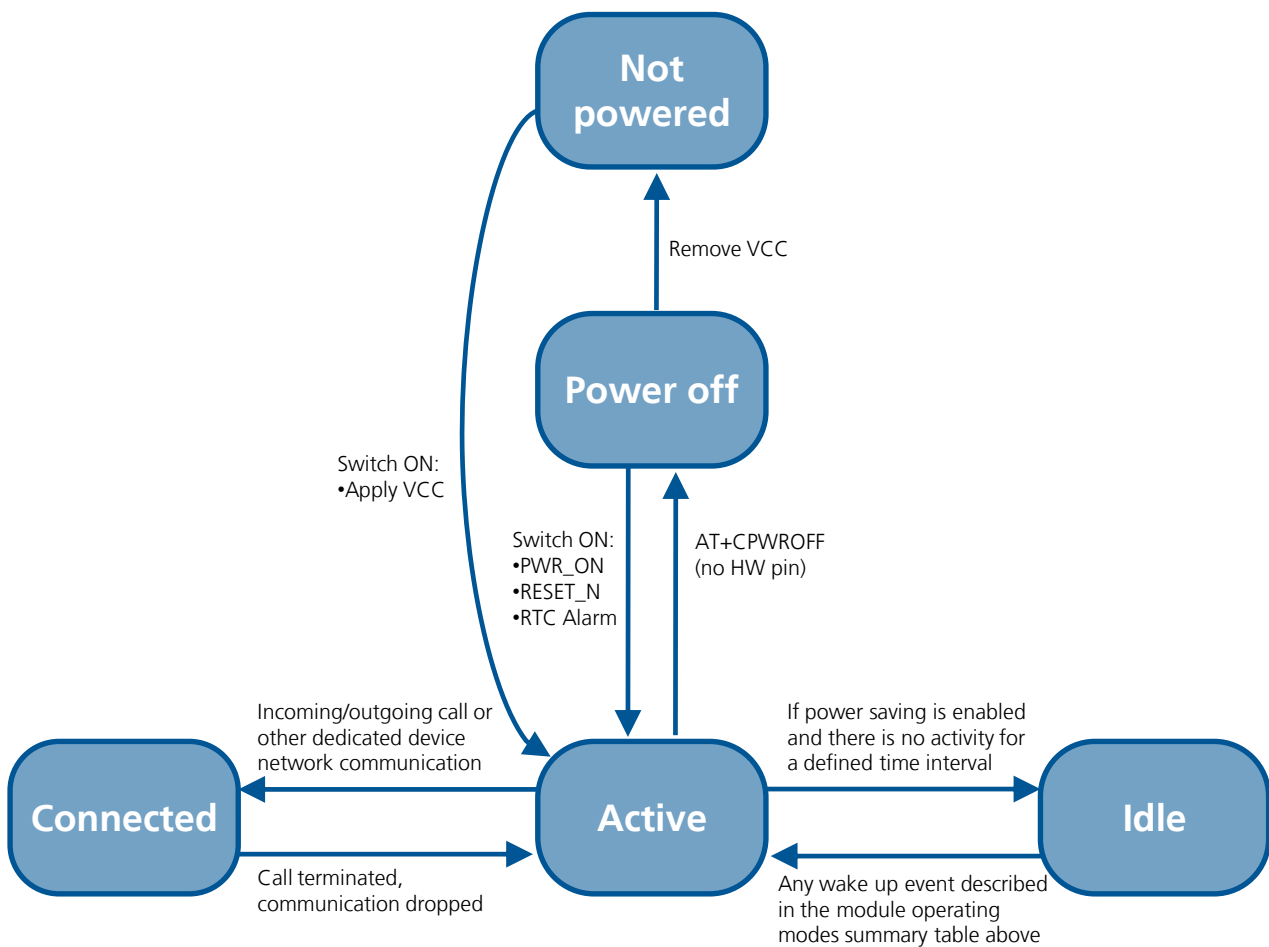 Not
powered
Remove VCC
Power off
Switch ON:
•Apply VCC
Switch ON:
•PWR_ON
•RESET_N
•RTC Alarm
AT+CPWROFF
(no HW pin)
Incoming/outgoing call or
other dedicated device
network communication
If power saving is enabled
and there is no activity for
a defined time interval
Connected
Active
Idle
Call terminated,
communication dropped
Any wake up event described
in the module operating
modes summary table above